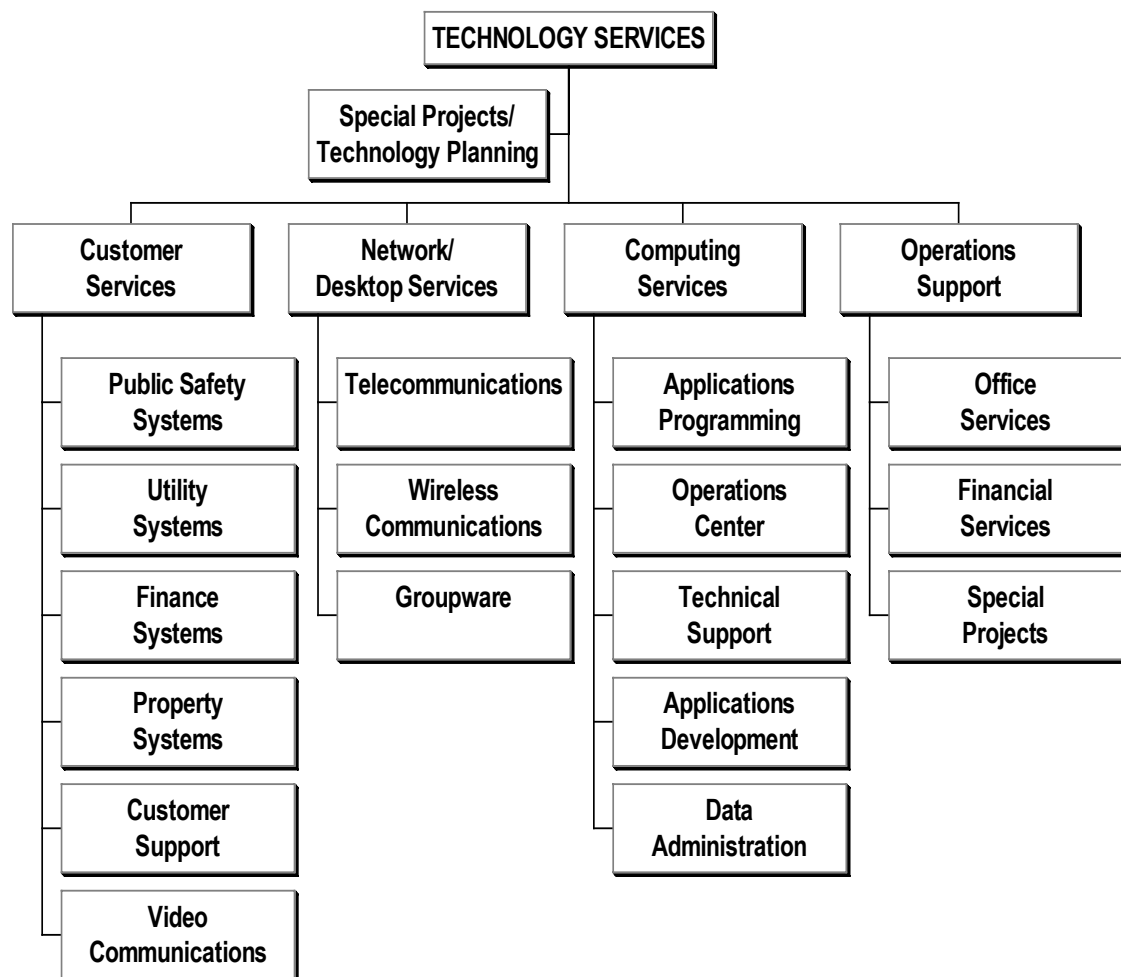 TECHNOLOGY SERVICES
Special Projects/
Technology Planning
Customer
Services
Public Safety
Systems
Utility
Systems
Finance
Systems
Property
Systems
Customer
Support
Video
Communications
Network/
Desktop Services
Telecommunications
Wireless
Communications
Groupware
Computing
Services
Applications
Programming
Operations
Center
Technical
Support
Applications
Development
Data
Administration
Operations
Support
Office
Services
Financial
Services
Special
Projects